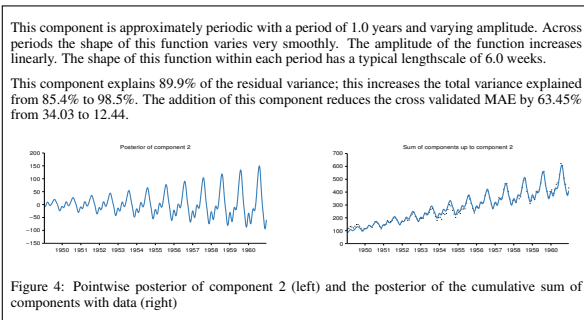 This component is approximately periodic with a period of 1.0 years and varying amplitude. Across
periods the shape of this function varies very smoothly. The amplitude of the function increases
linearly. The shape of this function within each period has a typical lengthscale of 6.0 weeks.
This component explains 89.9% of the residual variance; this increases the total variance explained
from 85.4% to 98.5%. The addition of this component reduces the cross validated MAE by 63.45%
from 34.03 to 12.44.
Posterior of component 2
200
150
100
50
0
−50
−100
−150
1950 1951 1952 1953 1954 1955 1956 1957 1958 1959 1960
Sum of components up to component 2
700
600
500
400
300
200
100
0
1950 1951 1952 1953 1954 1955 1956 1957 1958 1959 1960
Figure 4: Pointwise posterior of component 2 (left) and the posterior of the cumulative sum of
components with data (right)